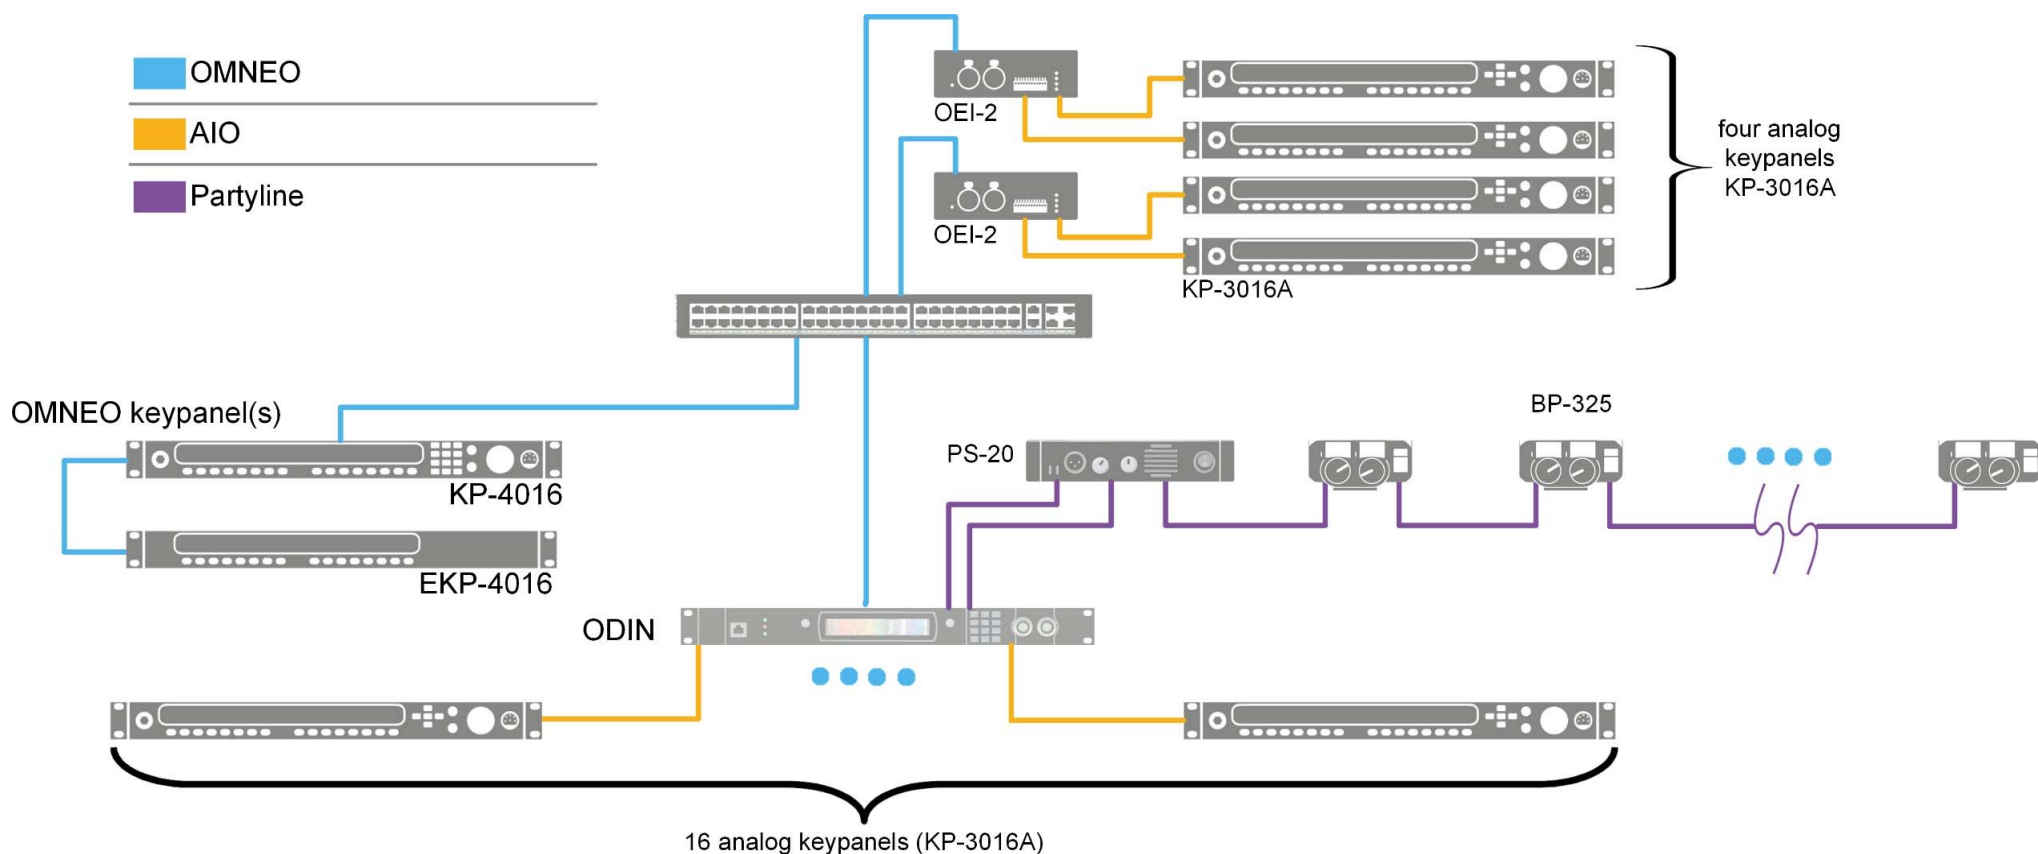 OMNEO
AIO
Partyline
OEI-2
OEI-2
four analog
keypanels
KP-3016A
KP-3016A
OMNEO keypanel(s)
KP-4016
EKP-4016
PS-20
BP-325
ODIN
16 analog keypanels (KP-3016A)